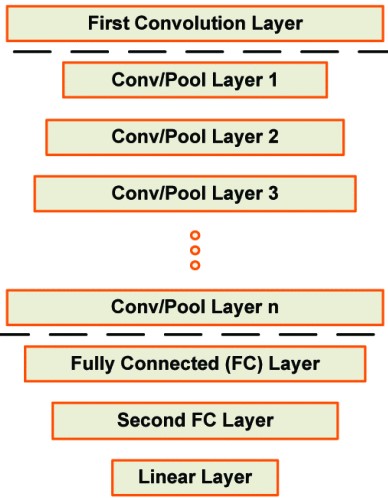 First Convolution Layer
Conv/Pool Layer 1
Conv/Pool Layer 2
Conv/Pool Layer 3
Conv/Pool Layer n
Fully Connected (FC) Layer
Second FC Layer
Linear Layer